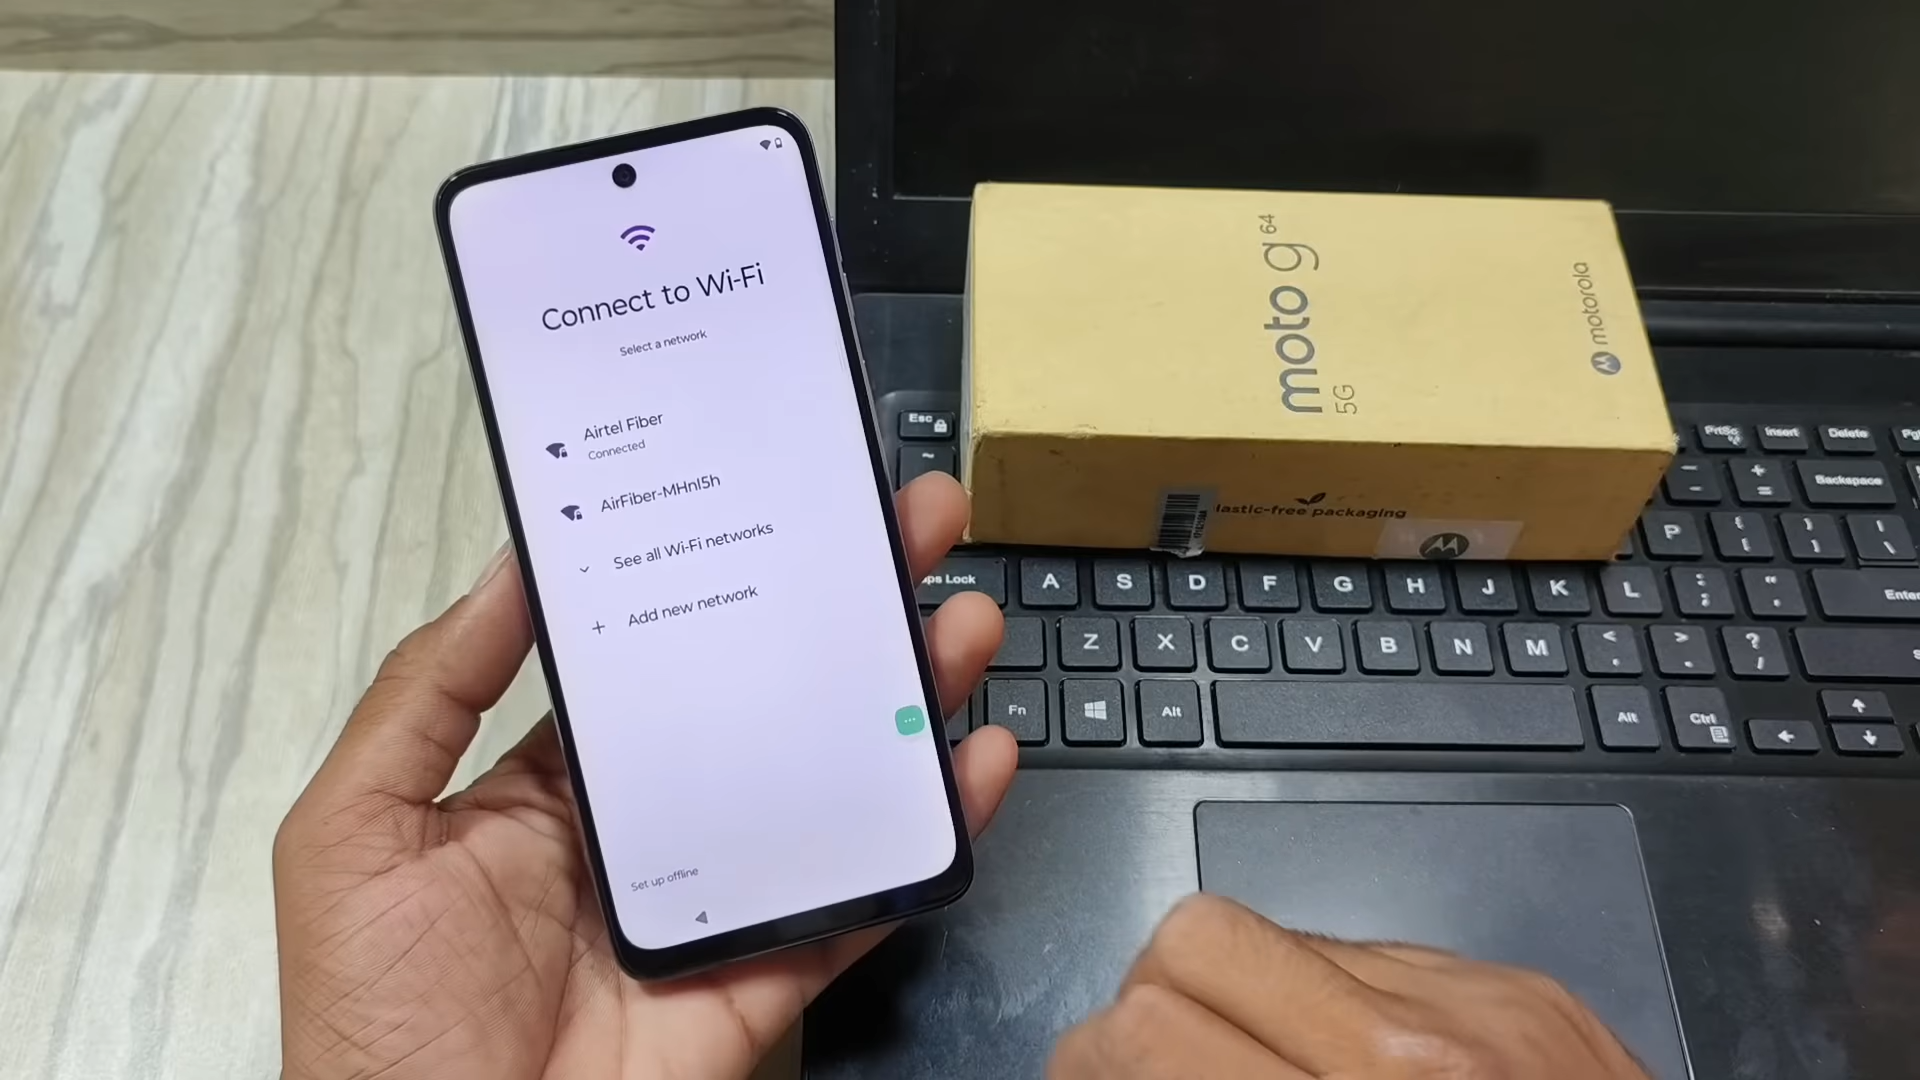 Connect to Wi-Fi
Select a network
Airtel Fiber
Connected
AirFiber-MHnI5h
See all Wi-Fi networks
Add new network
Set up offline
moto g 64
5G
motorola
lastic-free packaging
Esc
PrtSc
Insert
Delete
~
Backspace
P
{
[
}
]
|
\
aps Lock
A
S
D
F
G
H
J
K
L
:
;
"
'
Enter
Z
X
C
V
B
N
M
<
,
>
.
?
/
Fn
Alt
Alt
Ctrl